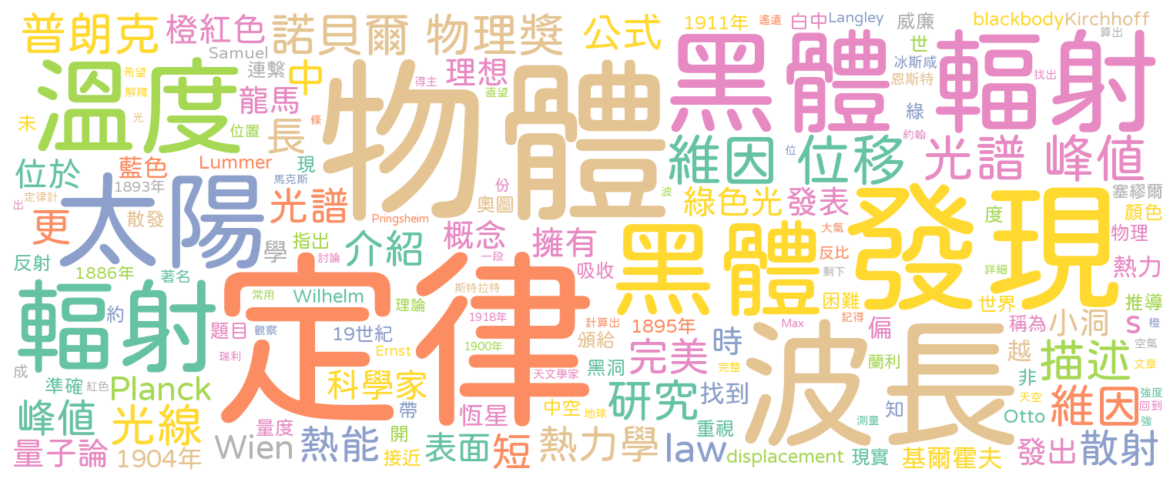 普朗克
橙紅色
諾貝爾
物理獎
公式
1911年
遙遠
白中
Langley
威廉
blackbody
Kirchhoff
算出
Samuel
連繫
中
理想
得主
直望
世
冰斯咸
恩斯特
找出
溫度
希望
解釋
龍馬
物體
黑體
輻射
未
光
條
位置
長
綠
約翰
維因
位移
位
光譜
峰值
位於
藍色
Lummer
現
1893年
馬克斯
定律計
出
太陽
散發
光譜
份
奧圖
波
綠色光
發表
塞繆爾
度
顏色
物理
更
學
指出
討論
Pringsheim
介紹
概念
一段
擁有
吸收
黑體
大氣
反比
剩下
發現
詳細
熱力
反射
1886年
著名
輻射
約
常用
Wilhelm
理論
斯特拉特
1918年
計算出
1895年
困難
記得
世界
推導
定律
題目
觀察
19世紀
1900年
頒給
偏
稱為
小洞
s
橙
瑞利
Ernst
天文學家
黑洞
完美
時
Max
波長
越
描述
空氣
文章
成
準確
紅色
Planck
科學家
帶
恆星
中空
地球
完整
研究
找到
蘭利
知
非
天空
Otto
維因
強度
回到
強
峰值
光線
量度
開
測量
量子論
1904年
Wien
熱能
接近
表面
短
熱力學
重視
law
displacement
現實
基爾霍夫
發出
散射